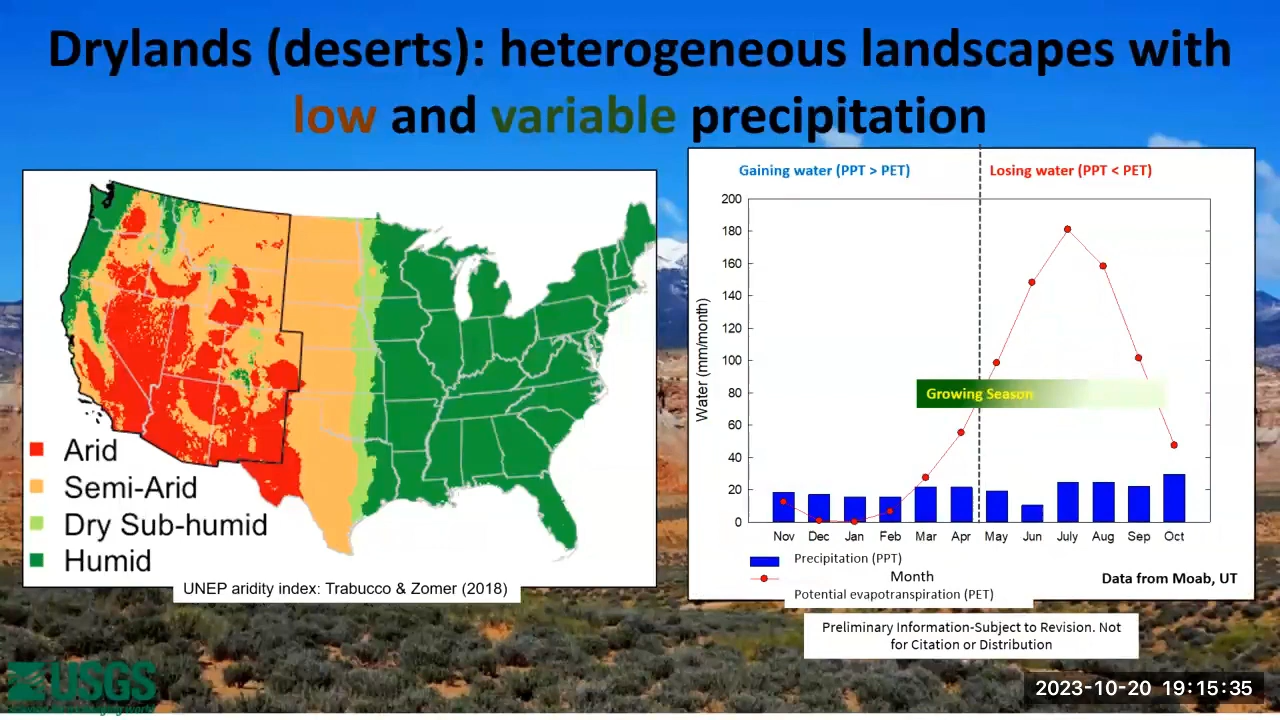 Drylands (deserts): heterogeneous landscapes with
low and variable precipitation
Arid
Semi-Arid
Dry Sub-humid
Humid
UNEP aridity index: Trabucco & Zomer (2018)
Gaining water (PPT > PET)
Losing water (PPT < PET)
Water (mm/month)
200
180
160
140
120
100
80
60
40
20
0
Growing Season
Nov Dec Jan Feb Mar Apr May Jun July Aug Sep Oct
Precipitation (PPT)
Month
Potential evapotranspiration (PET)
Data from Moab, UT
Preliminary Information-Subject to Revision. Not
for Citation or Distribution
USGS
2023-10-20 19:15:35